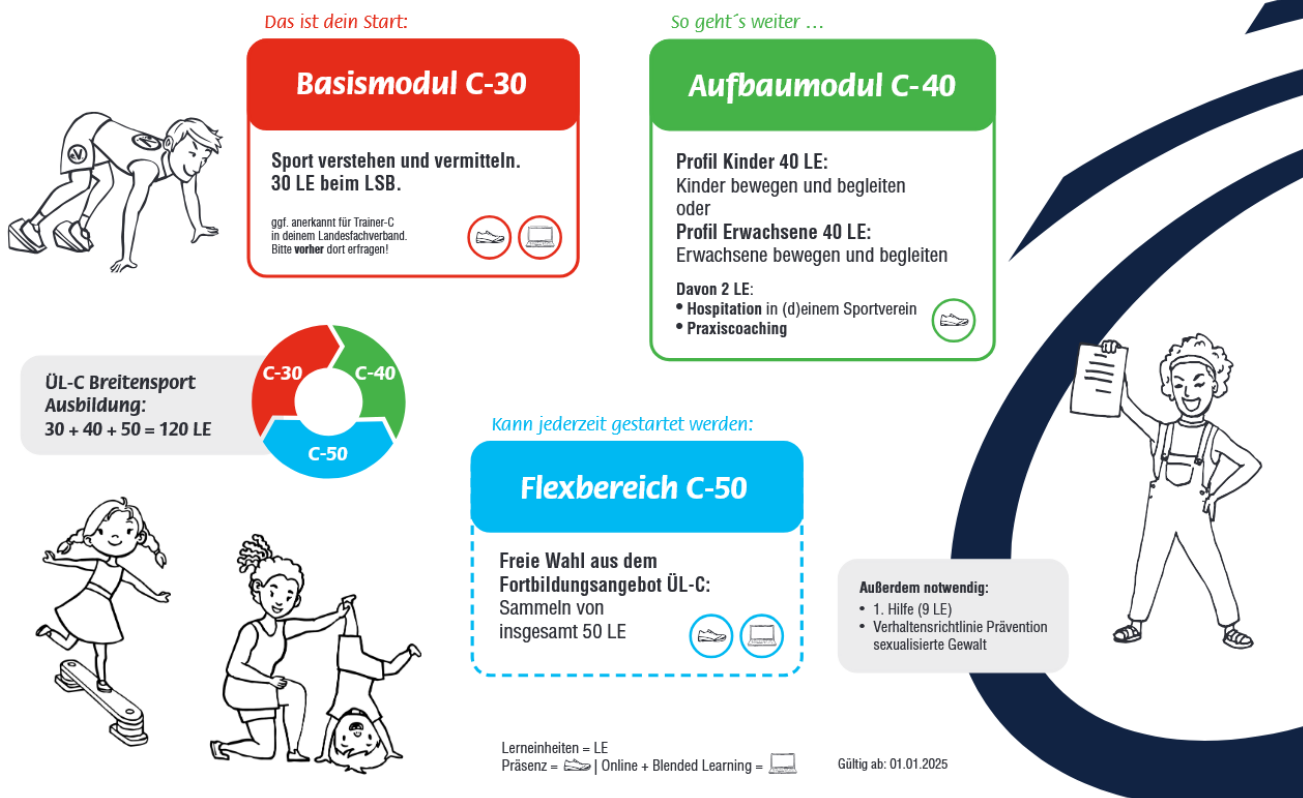 Das ist dein Start:
Basismodul C-30
Sport verstehen und vermitteln.
30 LE beim LSB.
ggf. anerkannt für Trainer-C
in deinem Landesfachverband.
Bitte vorher dort erfragen!
So geht´s weiter ...
Aufbaumodul C-40
Profil Kinder 40 LE:
Kinder bewegen und begleiten
oder
Profil Erwachsene 40 LE:
Erwachsene bewegen und begleiten
Davon 2 LE:
• Hospitation in (d)einem Sportverein
• Praxiscoaching
ÜL-C Breitensport
Ausbildung:
30 + 40 + 50 = 120 LE
C-30
C-40
C-50
Kann jederzeit gestartet werden:
Flexbereich C-50
Freie Wahl aus dem
Fortbildungsangebot ÜL-C:
Sammeln von
insgesamt 50 LE
Außerdem notwendig:
• 1. Hilfe (9 LE)
• Verhaltensrichtlinie Prävention
sexualisierte Gewalt
Lerneinheiten = LE
Präsenz = | Online + Blended Learning =
Gültig ab: 01.01.2025